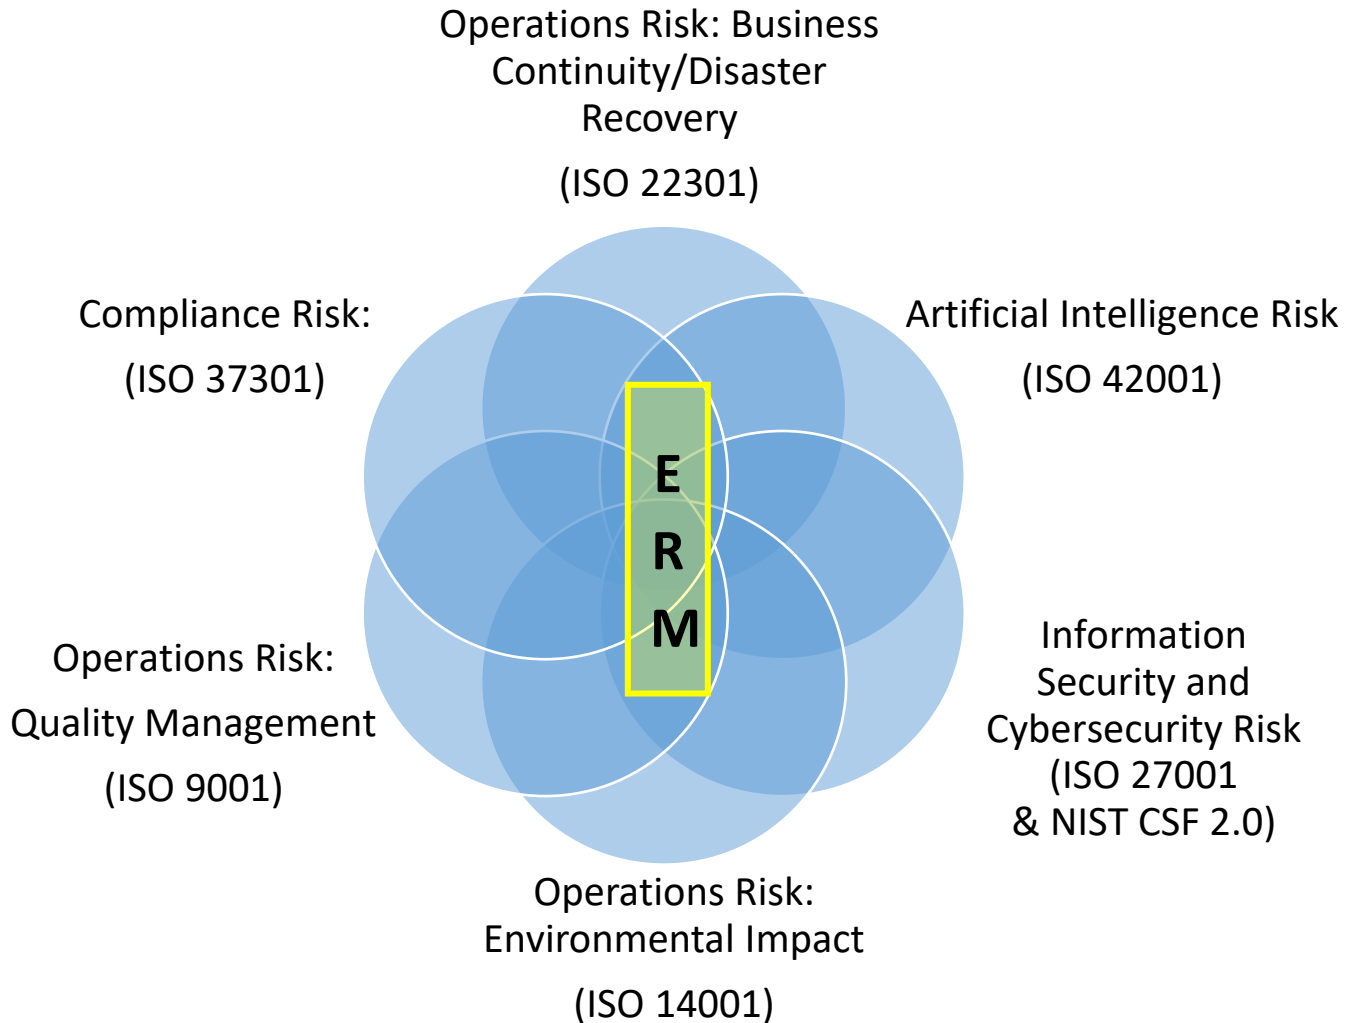 Operations Risk: Business
Continuity/Disaster
Recovery
(ISO 22301)
Compliance Risk:
(ISO 37301)
Artificial Intelligence Risk
(ISO 42001)
E
R
M
Operations Risk:
Quality Management
(ISO 9001)
Information
Security and
Cybersecurity Risk
(ISO 27001
& NIST CSF 2.0)
Operations Risk:
Environmental Impact
(ISO 14001)